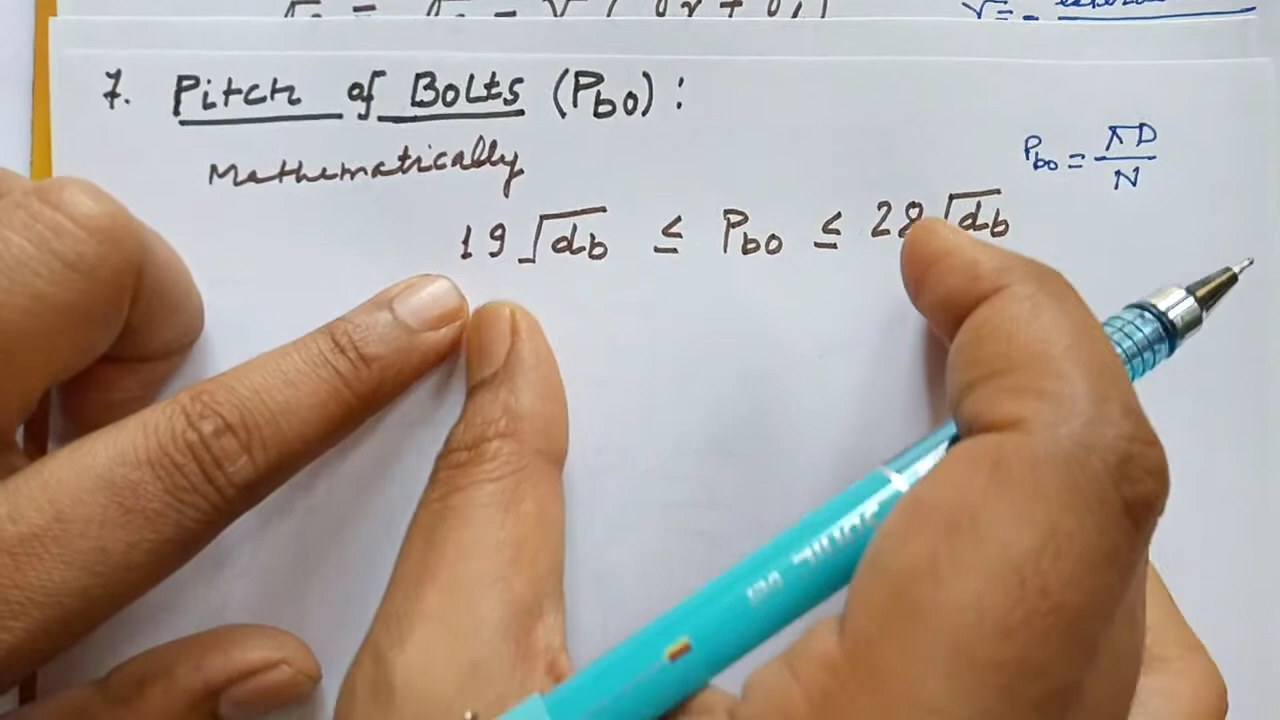 7. Pitch of Bolts (Pbo) :
Mathematically
Pbo = πD/N
19√db ≤ Pbo ≤ 28√db